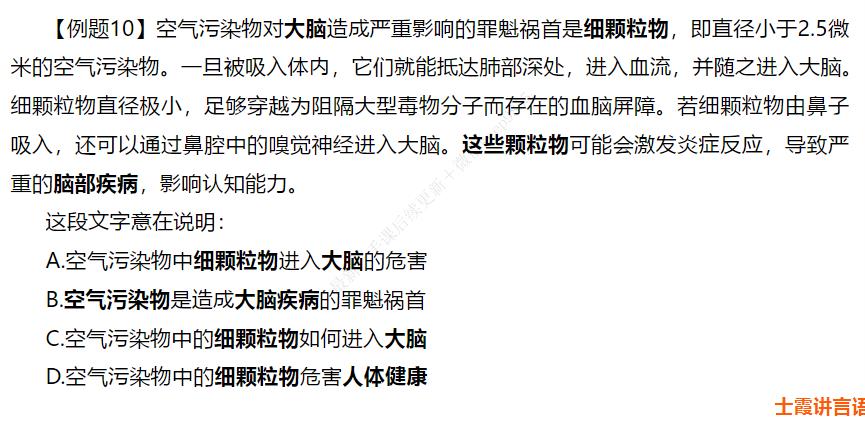 【例题10】空气污染物对大脑造成严重影响的罪魁祸首是细颗粒物，即直径小于2.5微
米的空气污染物。一旦被吸入体内，它们就能抵达肺部深处，进入血流，并随之进入大脑。
细颗粒物直径极小，足够穿越为阻隔大型毒物分子而存在的血脑屏障。若细颗粒物由鼻子
吸入，还可以通过鼻腔中的嗅觉神经进入大脑。这些颗粒物可能会激发炎症反应，导致严
重的脑部疾病，影响认知能力。
这段文字意在说明：
A.空气污染物中细颗粒物进入大脑的危害
B.空气污染物是造成大脑疾病的罪魁祸首
C.空气污染物中的细颗粒物如何进入大脑
D.空气污染物中的细颗粒物危害人体健康
士霞讲言语